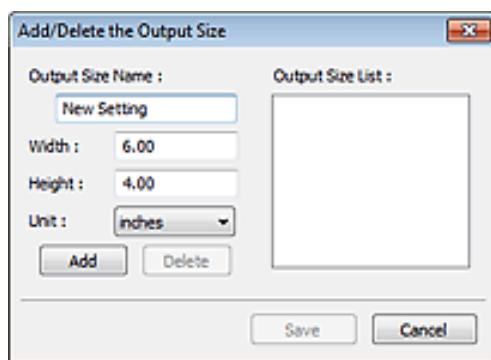 Add/Delete the Output Size
Output Size Name :
New Setting
Width : 6.00
Height : 4.00
Unit : inches
Add Delete
Output Size List :
Save Cancel